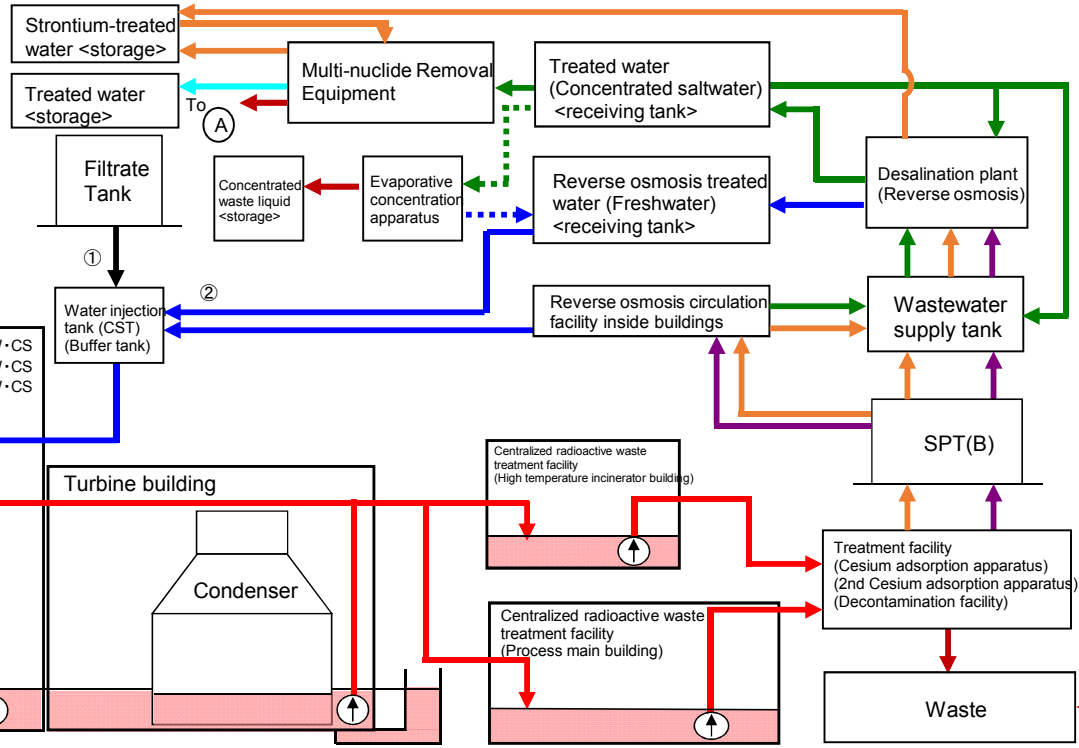 Strontium-treated
water <storage>
Treated water
<storage>
To
A
Multi-nuclide Removal
Equipment
Treated water
(Concentrated saltwater)
<receiving tank>
Filtrate
Tank
Concentrated
waste liquid
<storage>
Evaporative
concentration
apparatus
Reverse osmosis treated
water (Freshwater)
<receiving tank>
Desalination plant
(Reverse osmosis)
①
②
Water injection
tank (CST)
(Buffer tank)
Reverse osmosis circulation
facility inside buildings
Wastewater
supply tank
・CS
・CS
・CS
SPT(B)
Turbine building
Condenser
Centralized radioactive waste
treatment facility
(High temperature incinerator building)
Centralized radioactive waste
treatment facility
(Process main building)
Treatment facility
(Cesium adsorption apparatus)
(2nd Cesium adsorption apparatus)
(Decontamination facility)
Waste